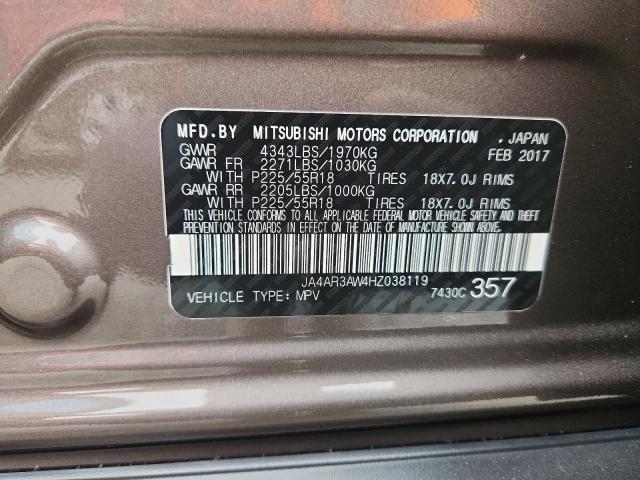 MFD.BY MITSUBISHI MOTORS CORPORATION, JAPAN
GVWR 4343LBS/1970KG FEB 2017
GAWR FR 2271LBS/1030KG
WITH P225/55R18 TIRES 18X7.0J RIMS
GAWR RR 2205LBS/1000KG
WITH P225/55R18 TIRES 18X7.0J RIMS
THIS VEHICLE CONFORMS TO ALL APPLICABLE FEDERAL MOTOR VEHICLE SAFETY AND THEFT
PREVENTION STANDARDS IN EFFECT ON THE DATE OF MANUFACTURE SHOWN ABOVE.
JA4AR3AW4HZ038119
VEHICLE TYPE: MPV 7430C 357